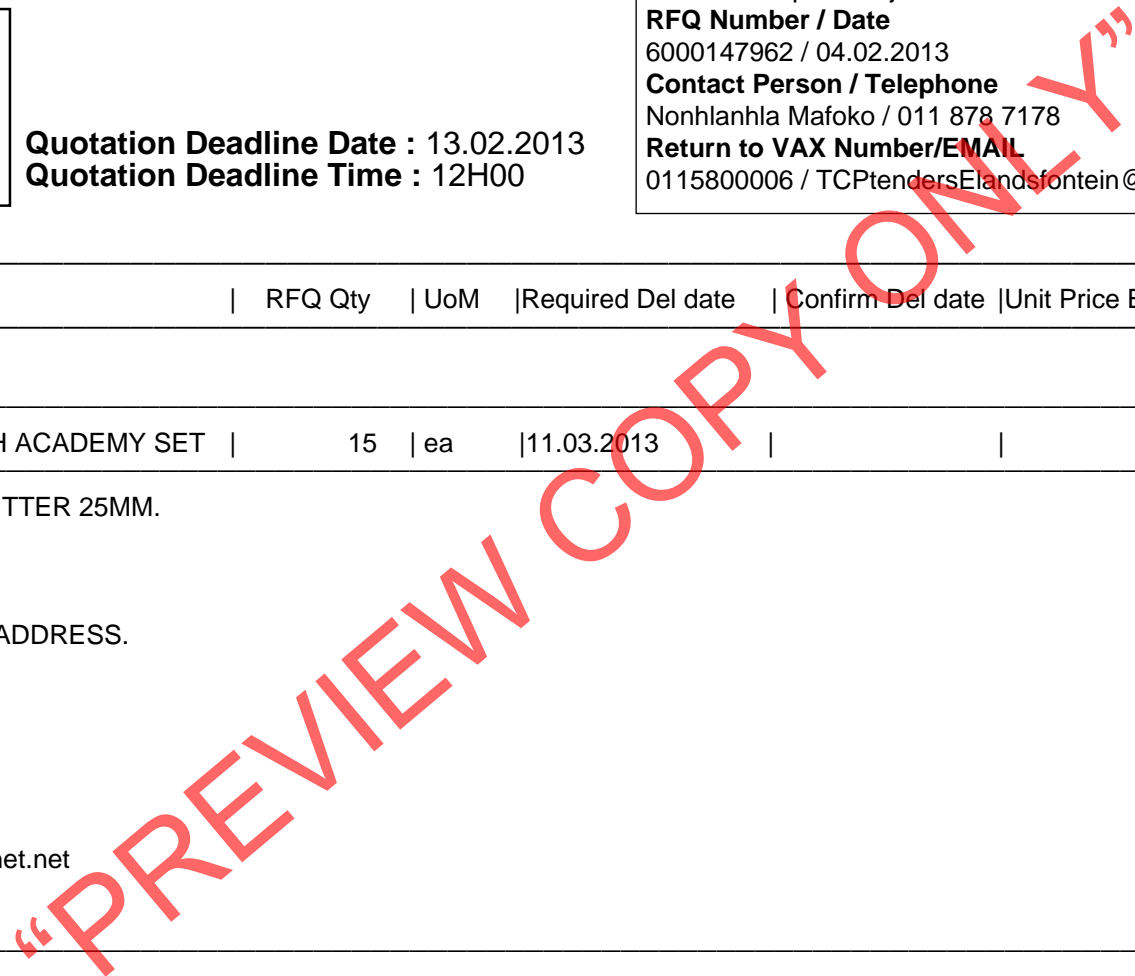 RFQ Number / Date
6000147962 / 04.02.2013
Contact Person / Telephone
Nonhlanhla Mafoko / 011 878 7178
Return to VAX Number/EMAIL
0115800006 / TCPtendersElandsfontein@
Quotation Deadline Date : 13.02.2013
Quotation Deadline Time : 12H00
| RFQ Qty | UoM |Required Del date | Confirm Del date |Unit Price E
H ACADEMY SET | 15 | ea |11.03.2013 | |
TTER 25MM.
ADDRESS.
net.net
“PREVIEW COPY ONLY”